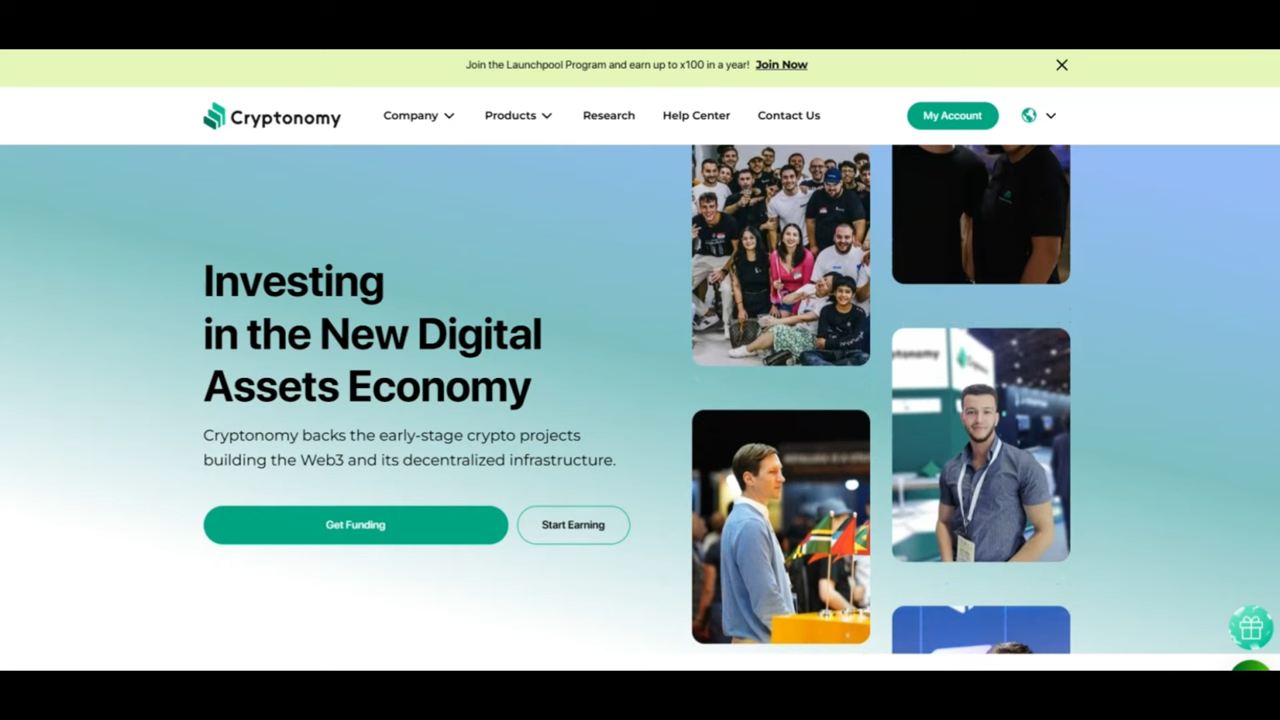 Join the Launchpool Program and earn up to x100 in a year! Join Now
Cryptonomy
Company
Products
Research
Help Center
Contact Us
My Account
Investing
in the New Digital
Assets Economy
Cryptonomy backs the early-stage crypto projects
building the Web3 and its decentralized infrastructure.
Get Funding
Start Earning